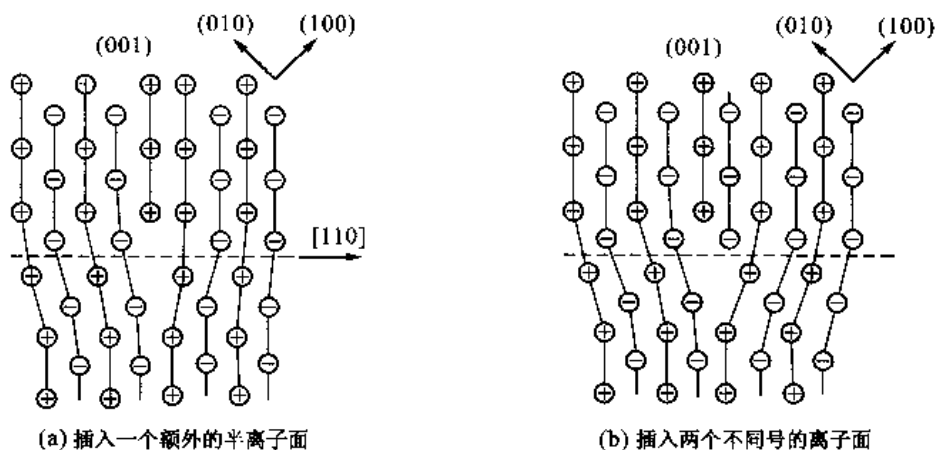 (001) (010) (100)
[110]
(a) 插入一个额外的半离子面
(001) (010) (100)
(b) 插入两个不同号的离子面